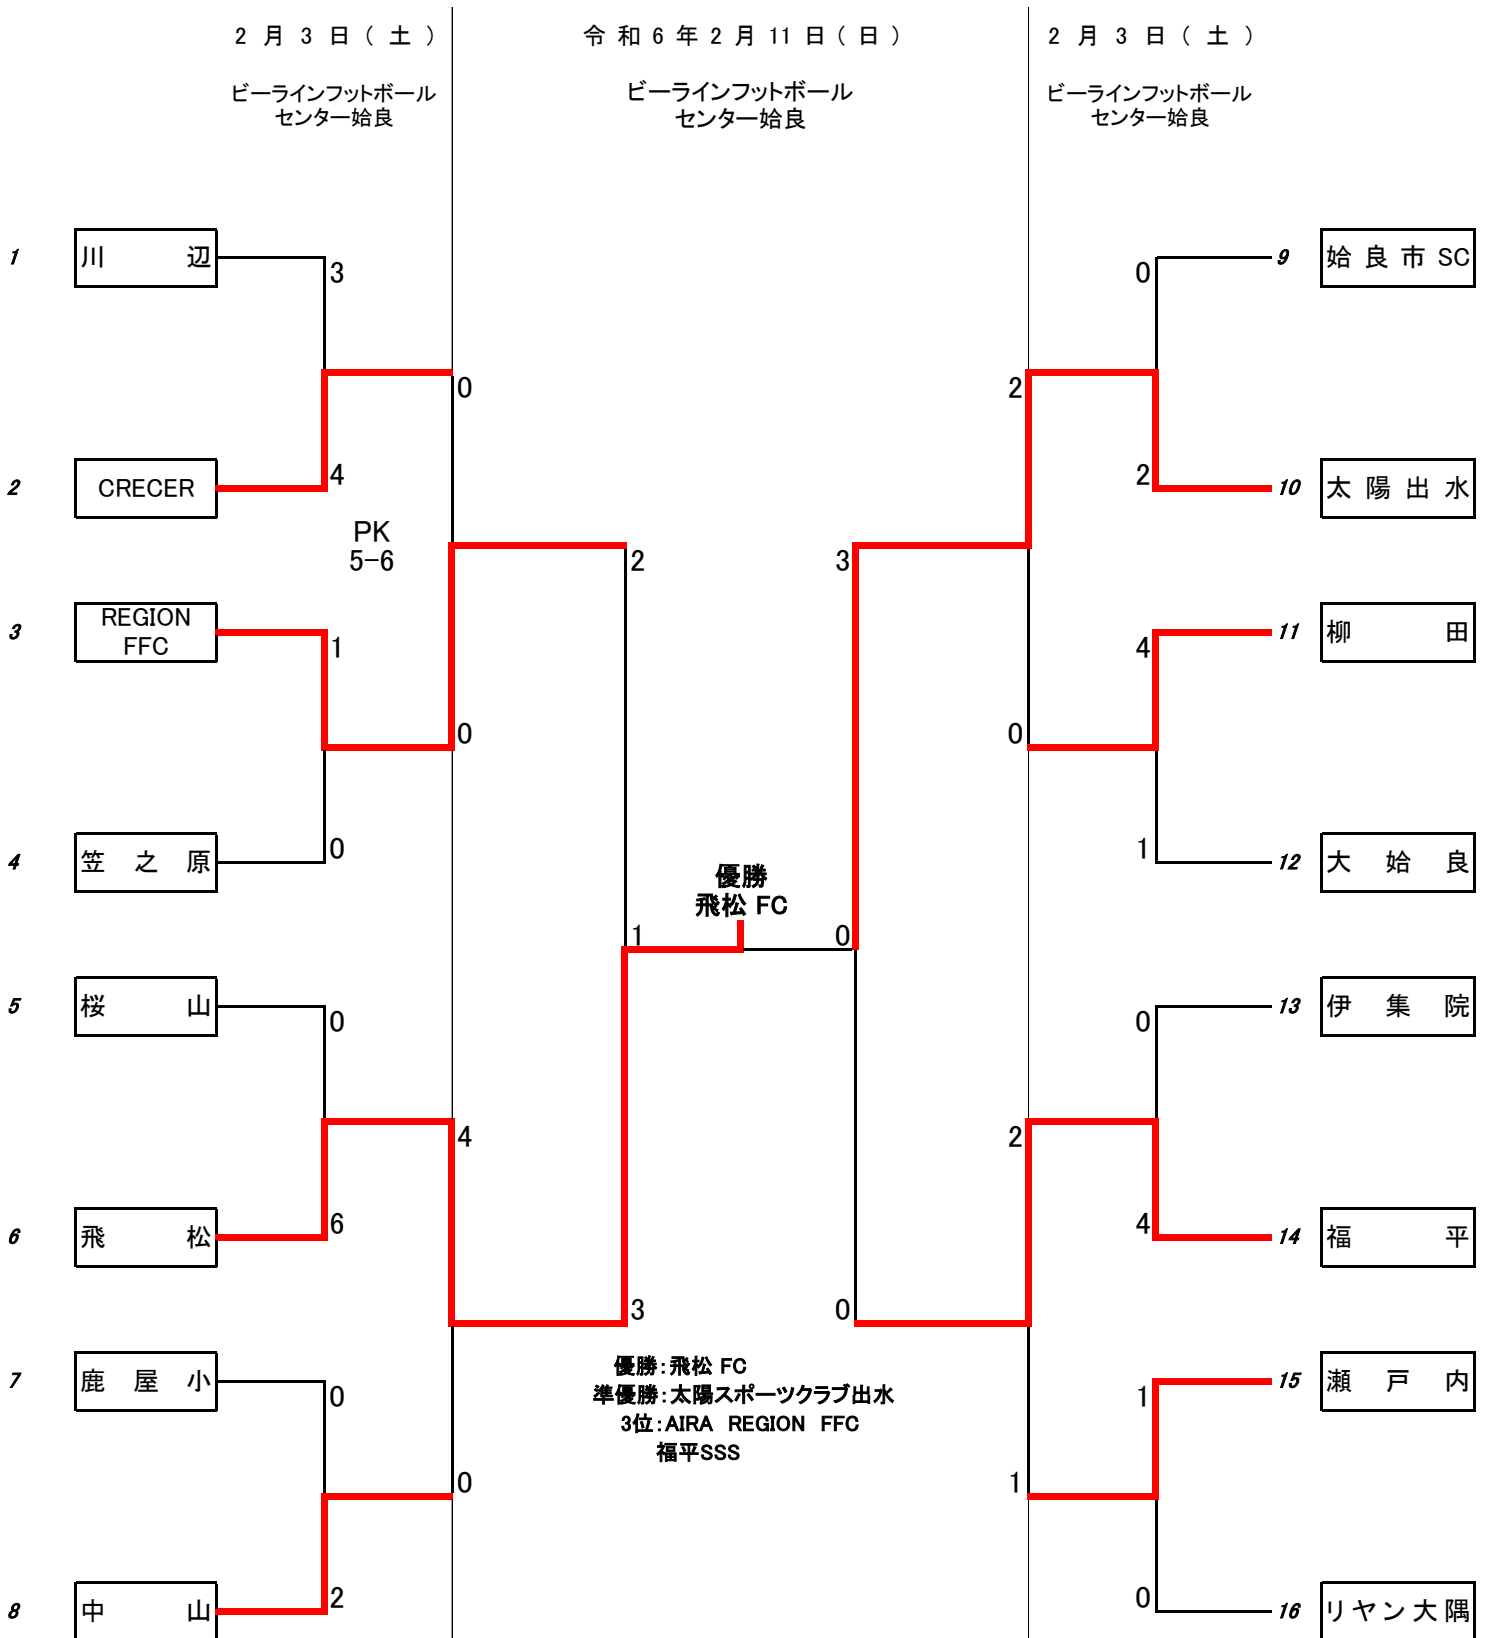 2月3日(土)
ビーラインフットボール
センター姶良
令和6年2月11日(日)
ビーラインフットボール
センター姶良
2月3日(土)
ビーラインフットボール
センター姶良
1 川辺
3
0
4
2 CRECER
PK
5-6
3 REGION
FFC
1
0
0
4 笠之原
2
5 桜山
0
4
6
6 飛松
7 鹿屋小
0
0
2
8 中山
1
3
優勝
飛松 FC
3
0
0
優勝:飛松 FC
準優勝:太陽スポーツクラブ出水
3位:AIRA REGION FFC
福平SSS
9 姶良市SC
0
2
2
10 太陽出水
11 柳田
4
0
1
12 大姶良
13 伊集院
0
2
4
14 福平
15 瀬戸内
1
1
0
16 リヤン大隅